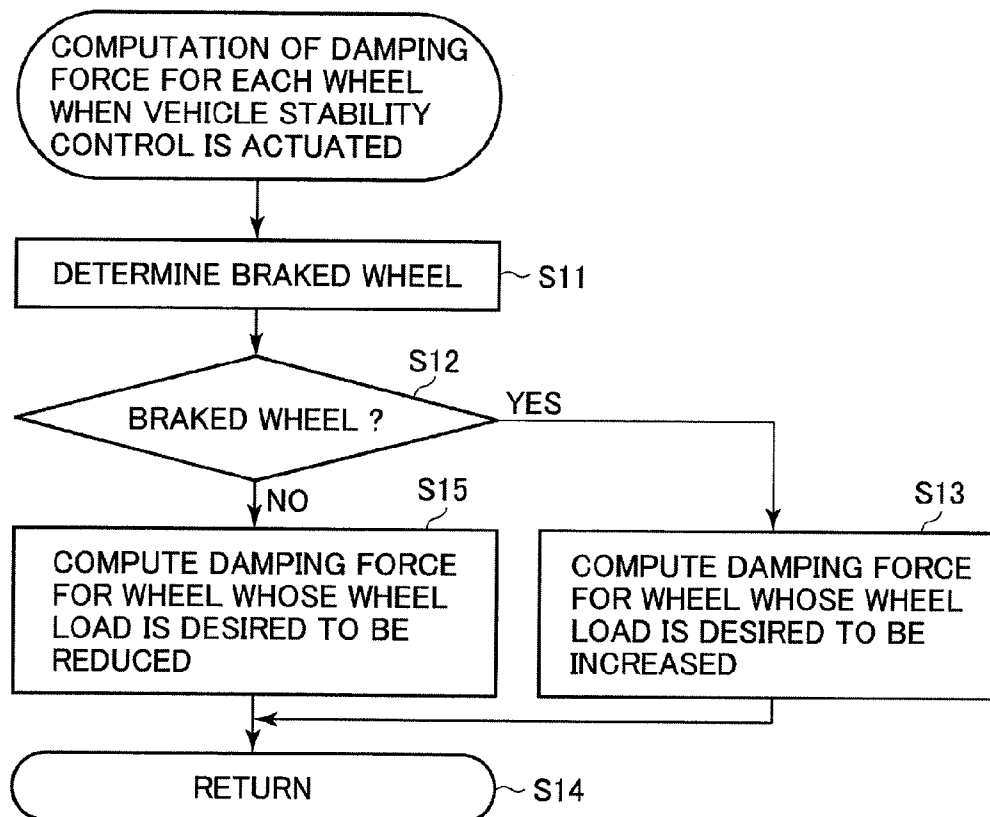 COMPUTATION OF DAMPING
FORCE FOR EACH WHEEL
WHEN VEHICLE STABILITY
CONTROL IS ACTUATED
DETERMINE BRAKED WHEEL
S11
S12
BRAKED WHEEL ?
YES
NO
S15
COMPUTE DAMPING FORCE
FOR WHEEL WHOSE WHEEL
LOAD IS DESIRED TO BE
REDUCED
S13
COMPUTE DAMPING FORCE
FOR WHEEL WHOSE WHEEL
LOAD IS DESIRED TO BE
INCREASED
RETURN
S14